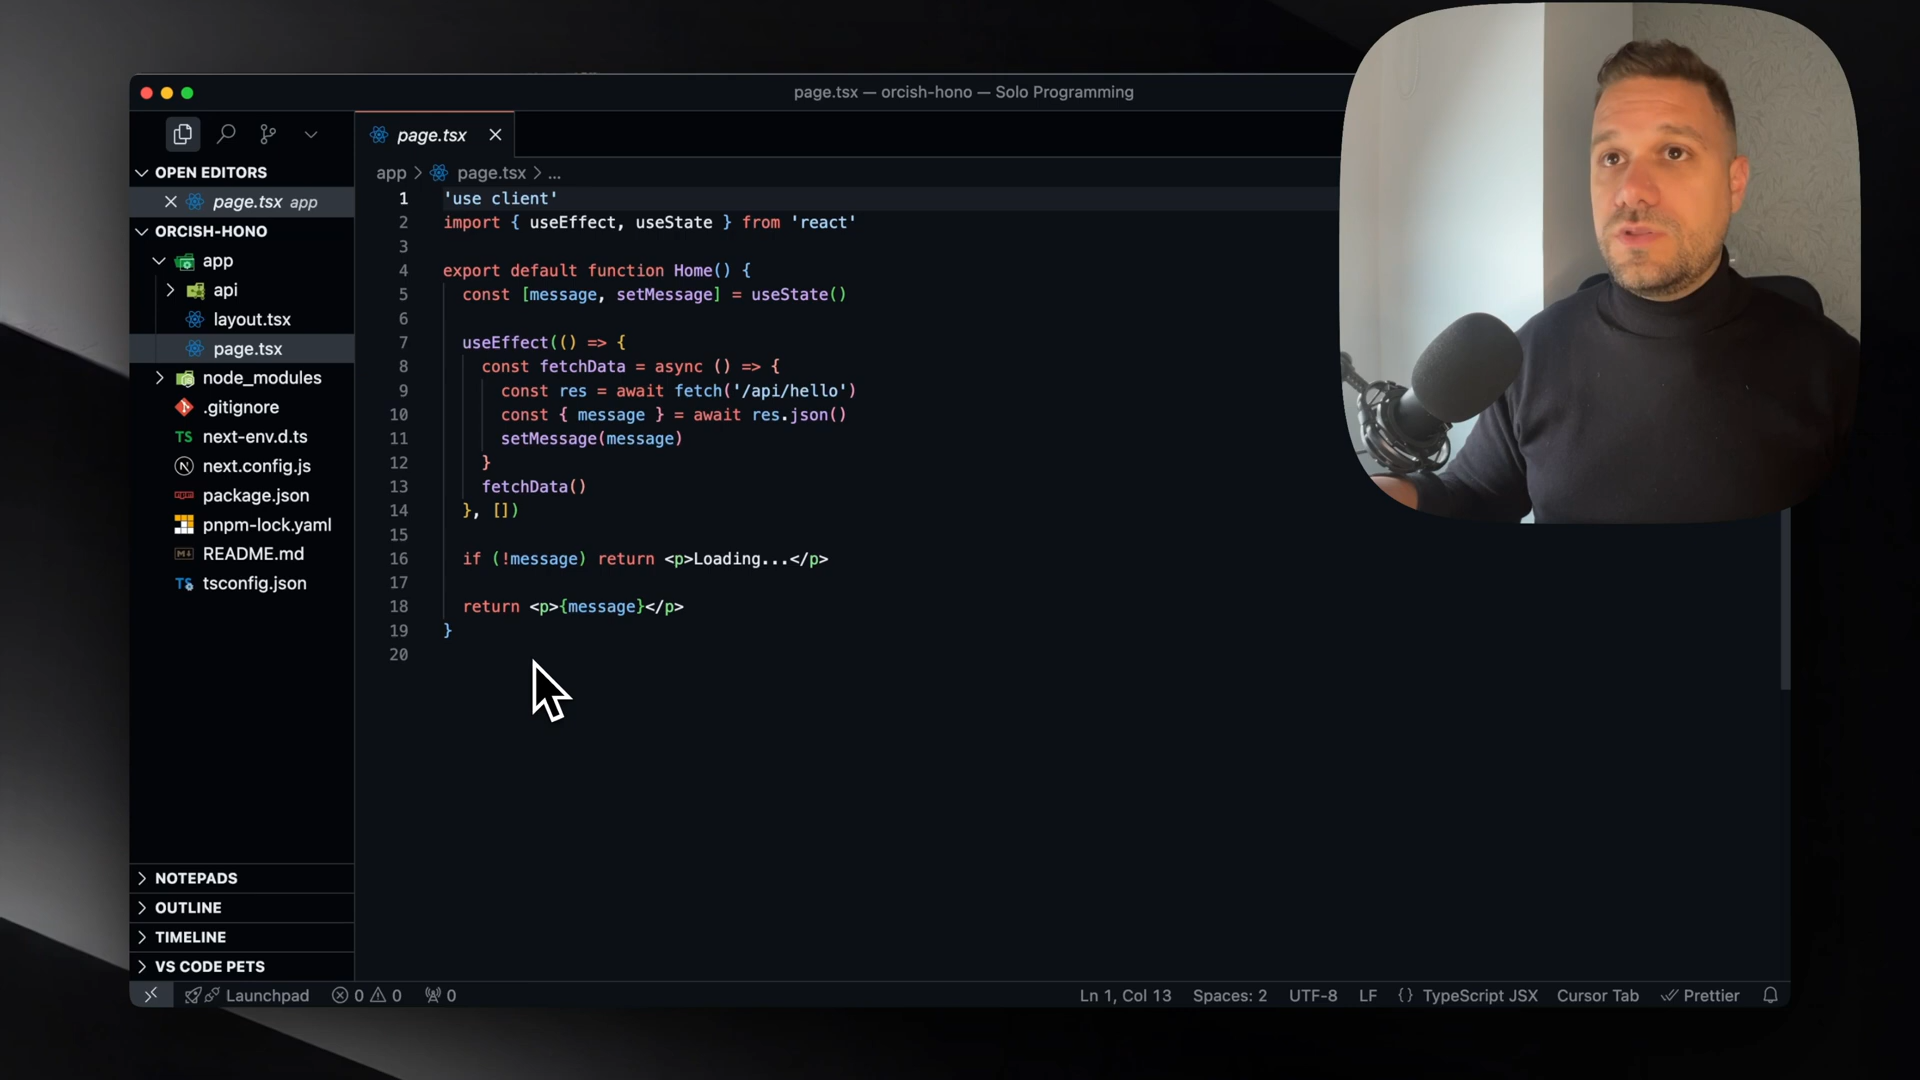 page.tsx — orcish-hono — Solo Programming
page.tsx
OPEN EDITORS
page.tsx app
ORCISH-HONO
app
api
layout.tsx
page.tsx
node_modules
.gitignore
TS next-env.d.ts
N next.config.js
npm package.json
pnpm-lock.yaml
M README.md
TS tsconfig.json
NOTEPADS
OUTLINE
TIMELINE
VS CODE PETS
app > page.tsx > ...
1 'use client'
2 import { useEffect, useState } from 'react'
3
4 export default function Home() {
5 const [message, setMessage] = useState()
6
7 useEffect(() => {
8 const fetchData = async () => {
9 const res = await fetch('/api/hello')
10 const { message } = await res.json()
11 setMessage(message)
12 }
13 fetchData()
14 }, [])
15
16 if (!message) return <p>Loading...</p>
17
18 return <p>{message}</p>
19 }
20
Launchpad 0 0 0 Ln 1, Col 13 Spaces: 2 UTF-8 LF {} TypeScript JSX Cursor Tab Prettier